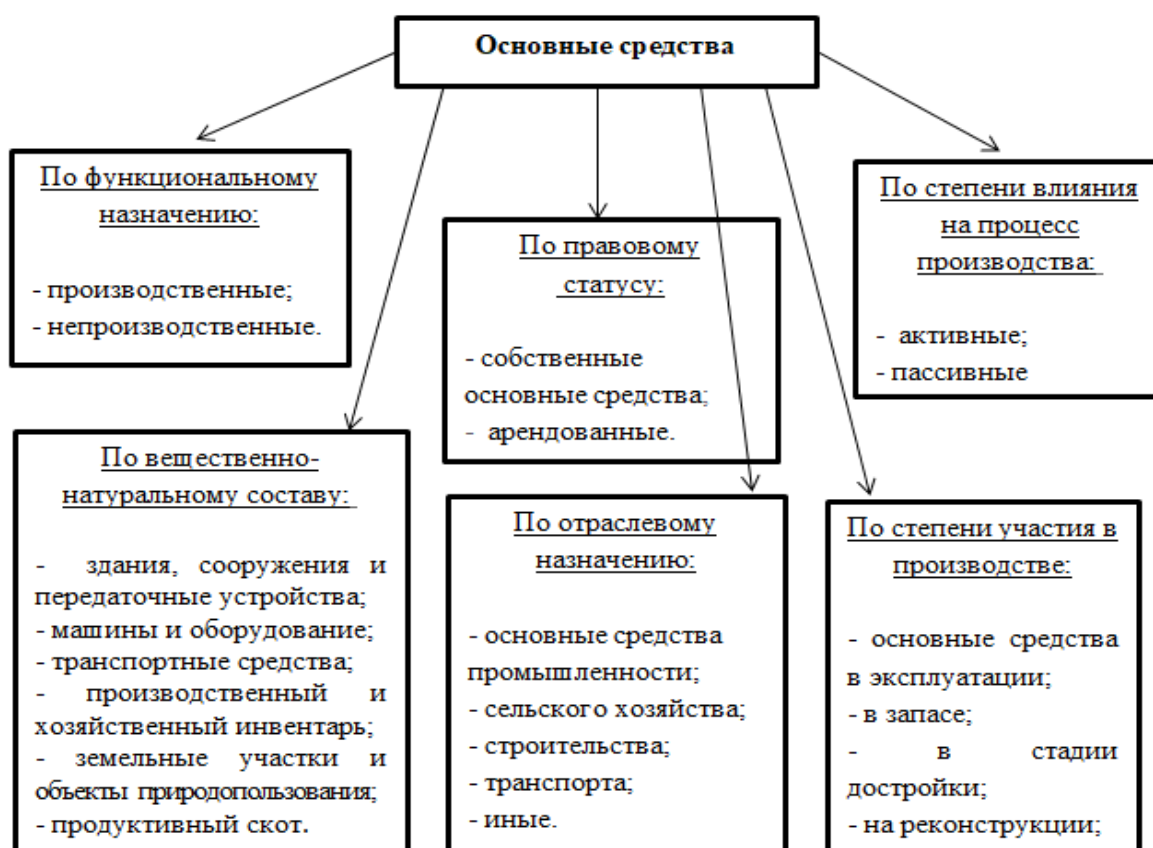 Основные средства
По функциональному
назначению:
- производственные;
- непроизводственные.
По правовому
статусу:
- собственные
основные средства;
- арендованные.
По степени влияния
на процесс
производства:
- активные;
- пассивные
По вещественно-
натуральному составу:
- здания, сооружения и
передаточные устройства;
- машины и оборудование;
- транспортные средства;
- производственный и
хозяйственный инвентарь;
- земельные участки и
объекты природопользования;
- продуктивный скот.
По отраслевому
назначению:
- основные средства
промышленности;
- сельского хозяйства;
- строительства;
- транспорта;
- иные.
По степени участия в
производстве:
- основные средства
в эксплуатации;
- в запасе;
- в стадии
достройки;
- на реконструкции;